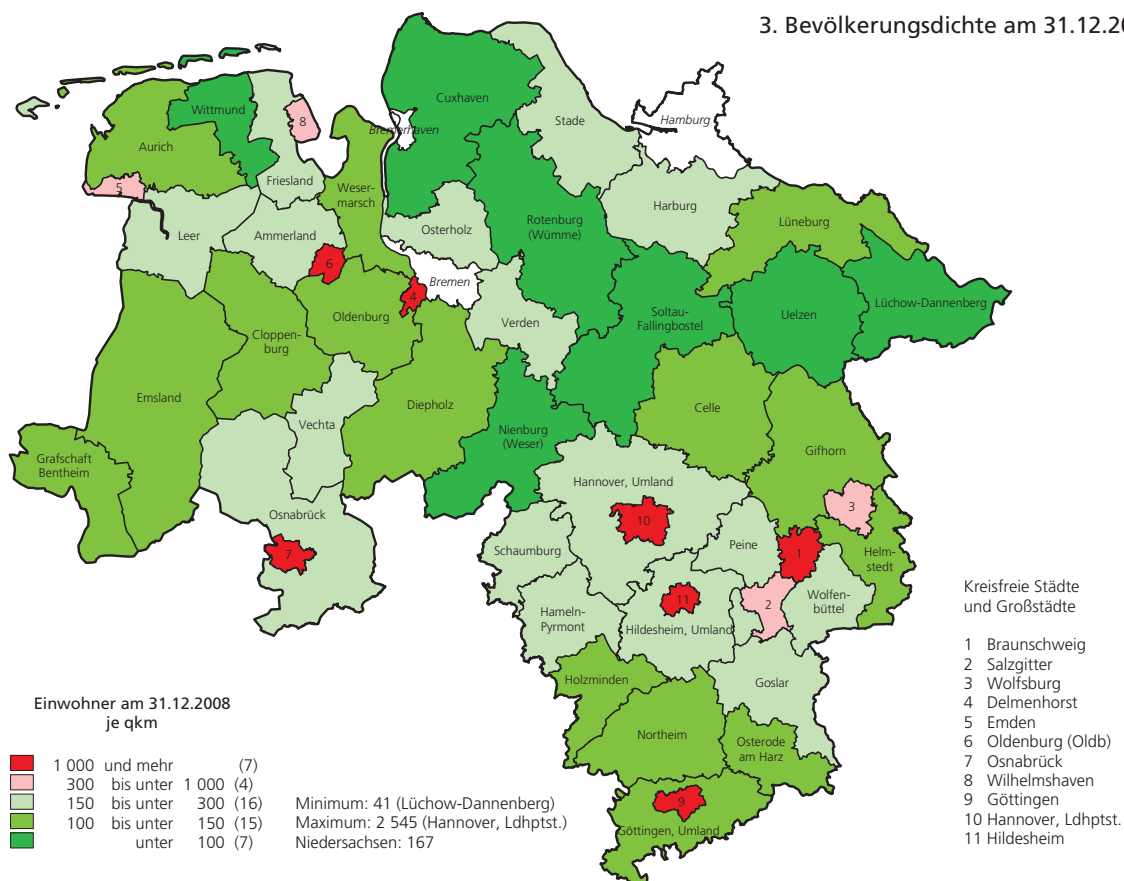 3. Bevölkerungsdichte am 31.12.20
Cuxhaven
Wittmund
Stade
Hamburg
8
Bremerhaven
Aurich
Friesland
5
Weser-
marsch
Harburg
Rotenburg
(Wümme)
Lüneburg
Osterholz
Leer
Ammerland
6
Bremen
4
Lüchow-Dannenberg
Soltau-
Fallingbostel
Uelzen
Oldenburg
Verden
Cloppen-
burg
Emsland
Diepholz
Celle
Vechta
Nienburg
(Weser)
Gifhorn
Grafschaft
Bentheim
Hannover, Umland
3
Osnabrück
10
Peine
7
Schaumburg
1
Helm-
stedt
Wolfen-
büttel
11
2
Hameln-
Pyrmont
Hildesheim, Umland
Holzminden
Goslar
Northeim
Osterode
am Harz
9
Göttingen, Umland
Kreisfreie Städte
und Großstädte
1 Braunschweig
2 Salzgitter
3 Wolfsburg
4 Delmenhorst
5 Emden
6 Oldenburg (Oldb)
7 Osnabrück
8 Wilhelmshaven
9 Göttingen
10 Hannover, Ldhptst.
11 Hildesheim
Einwohner am 31.12.2008
je qkm
1 000 und mehr (7)
300 bis unter 1 000 (4)
150 bis unter 300 (16)
100 bis unter 150 (15)
unter 100 (7)
Minimum: 41 (Lüchow-Dannenberg)
Maximum: 2 545 (Hannover, Ldhptst.)
Niedersachsen: 167